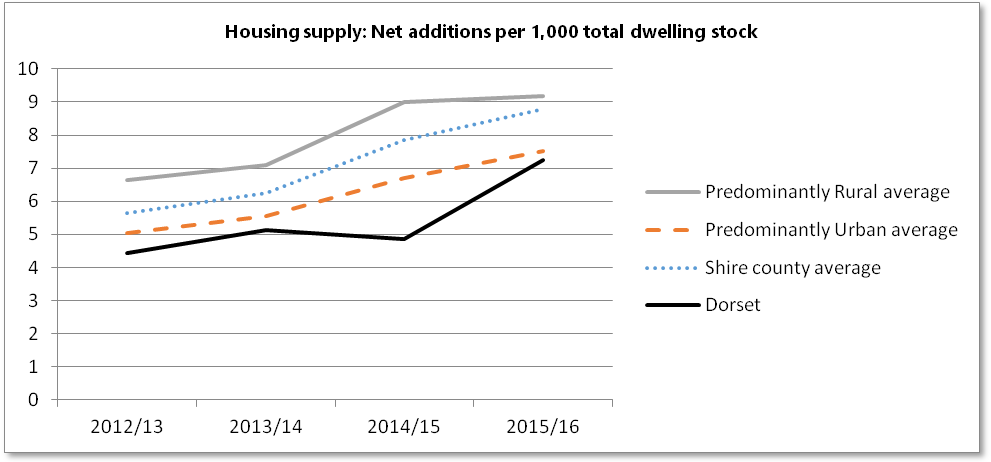 Housing supply: Net additions per 1,000 total dwelling stock
10
9
8
7
6
5
4
3
2
1
0
2012/13 2013/14 2014/15 2015/16
Predominantly Rural average
Predominantly Urban average
Shire county average
Dorset